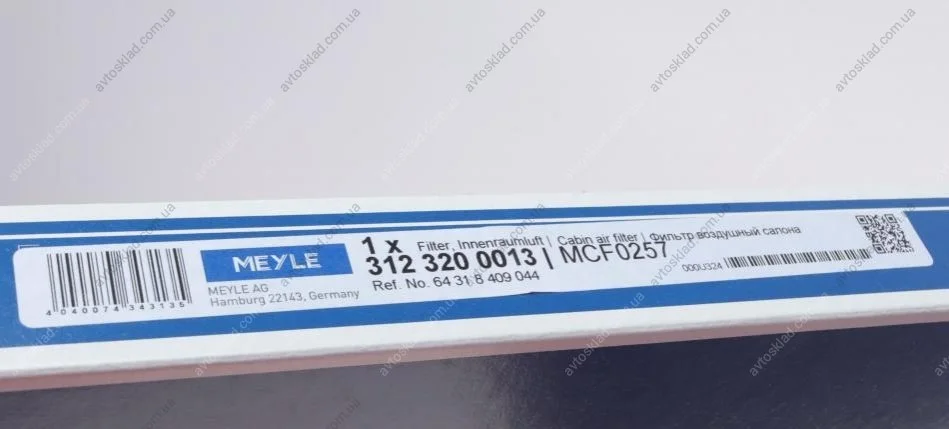 1 x Filter, Innenraumluft | Cabin air filter | Фильтр воздушный салона
MEYLE
312 320 0013 | MCF0257
000U324
MEYLE AG
Hamburg 22143, Germany
Ref. No. 64 31 8 409 044
4 040074 343135
avtosklad.com.ua